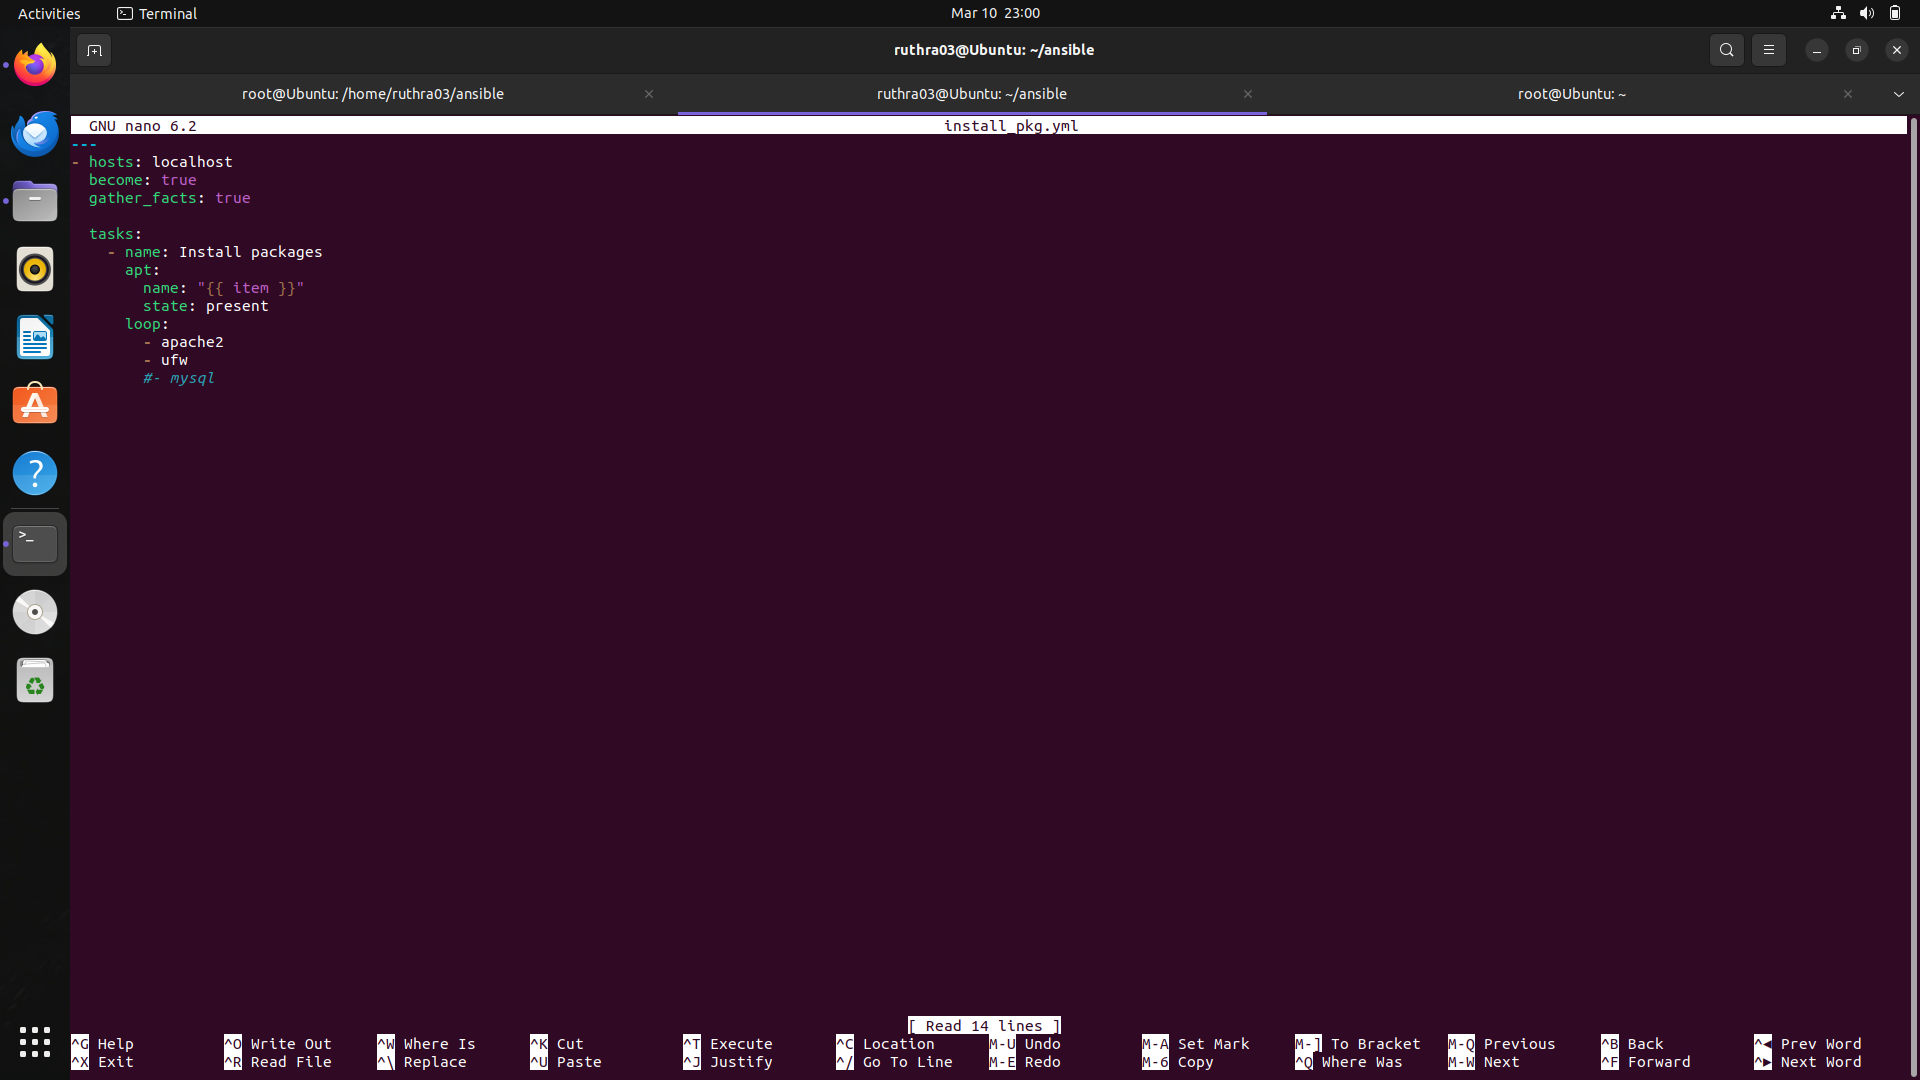 Activities Terminal Mar 10 23:00
ruthra03@Ubuntu: ~/ansible
root@Ubuntu: /home/ruthra03/ansible ruthra03@Ubuntu: ~/ansible root@Ubuntu: ~
GNU nano 6.2 install_pkg.yml
---
- hosts: localhost
  become: true
  gather_facts: true

  tasks:
    - name: Install packages
      apt:
        name: "{{ item }}"
        state: present
      loop:
        - apache2
        - ufw
        #- mysql
[ Read 14 lines ]
^G Help ^O Write Out ^W Where Is ^K Cut ^T Execute ^C Location M-U Undo M-A Set Mark M-] To Bracket M-Q Previous ^B Back ^◀ Prev Word
^X Exit ^R Read File ^\ Replace ^U Paste ^J Justify ^/ Go To Line M-E Redo M-6 Copy ^Q Where Was M-W Next ^F Forward ^▶ Next Word